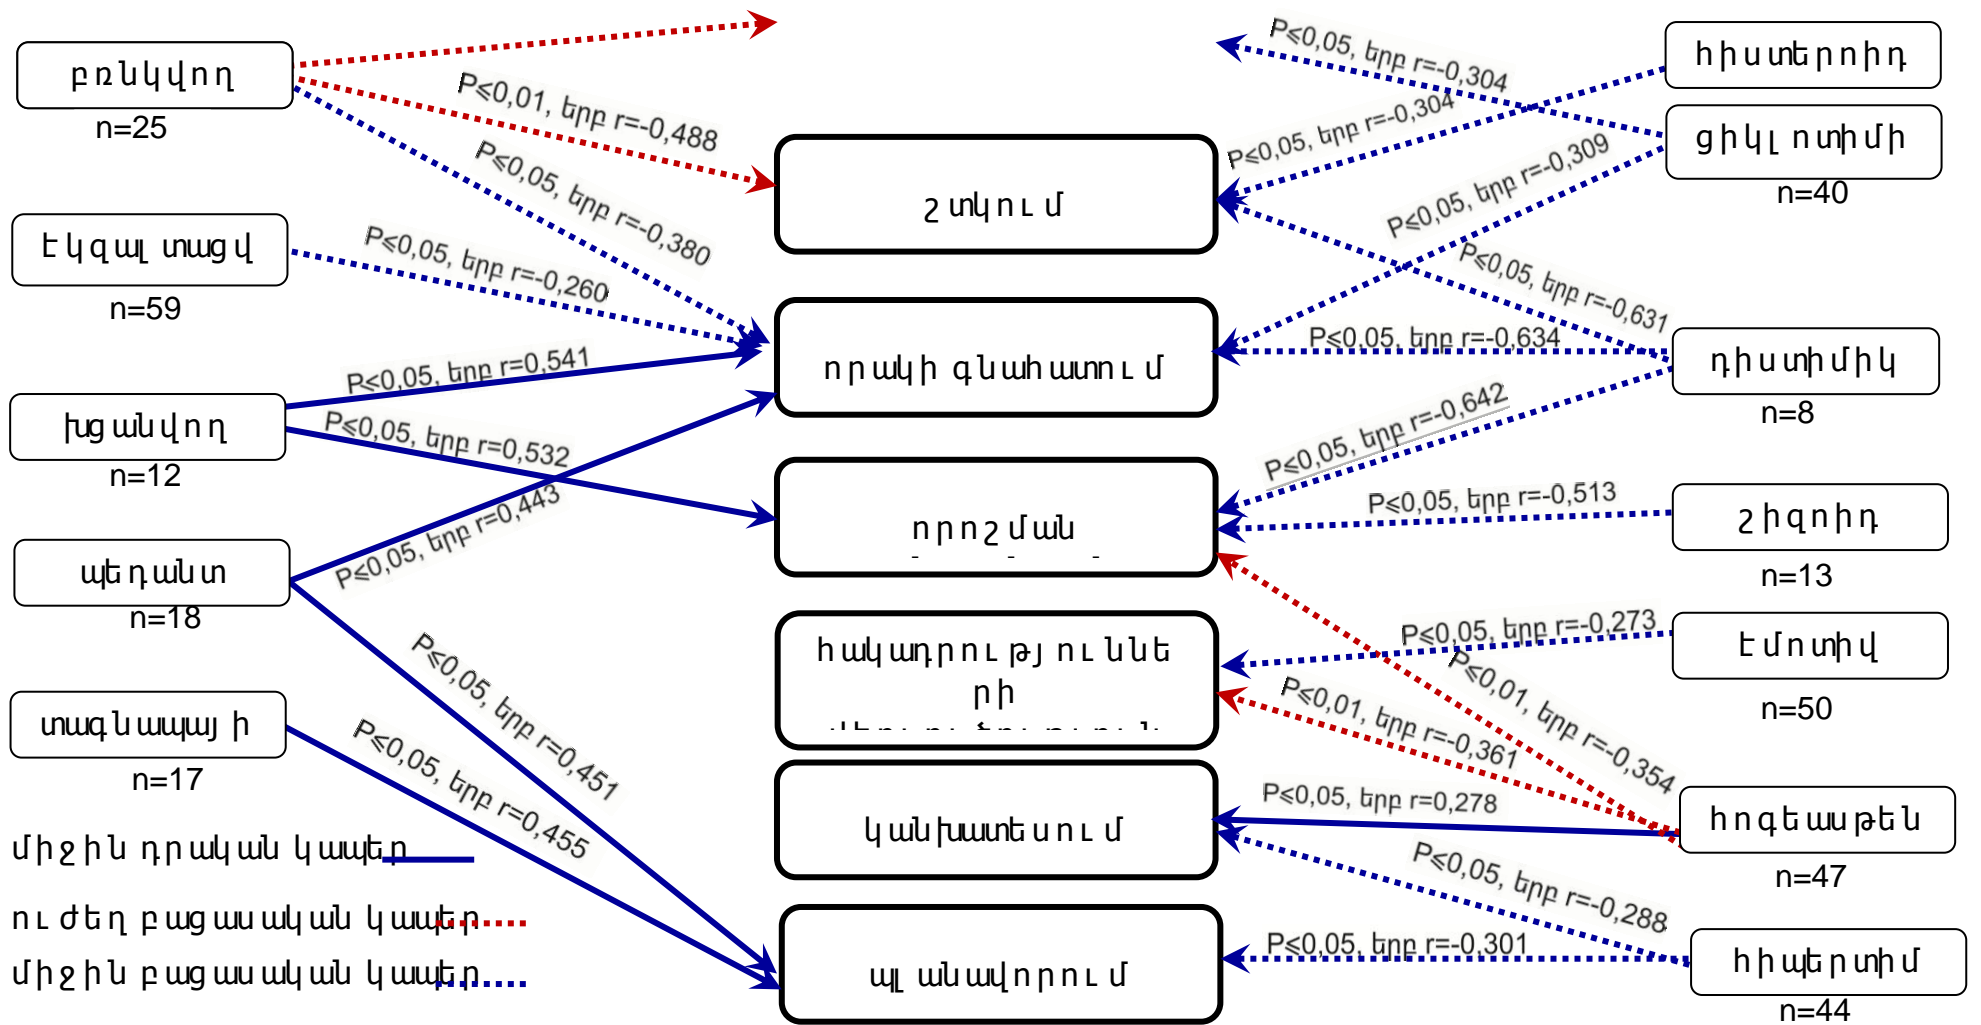 բռնկվող
n=25
էկզալտացվ
n=59
խցանվող
n=12
պեդանտ
n=18
տագնապայի
n=17
միջին դրական կապեր
ուժեղ բացասական կապեր
միջին բացասական կապեր
P≤0,01, երբ r=-0,488
P≤0,05, երբ r=-0,380
P≤0,05, երբ r=-0,260
P≤0,05, երբ r=0,541
P≤0,05, երբ r=0,532
P≤0,05, երբ r=0,443
P≤0,05, երբ r=0,451
P≤0,05, երբ r=0,455
շտկում
որակի գնահատում
որոշման
հակադրություննե
րի
կանխատեսում
պլանավորում
P≤0,05, երբ r=-0,304
P≤0,05, երբ r=-0,304
P≤0,05, երբ r=-0,309
P≤0,05, երբ r=-0,631
P≤0,05, երբ r=-0,634
P≤0,05, երբ r=-0,642
P≤0,05, երբ r=-0,513
P≤0,05, երբ r=-0,273
P≤0,01, երբ r=-0,354
P≤0,01, երբ r=-0,361
P≤0,05, երբ r=0,278
P≤0,05, երբ r=-0,288
P≤0,05, երբ r=-0,301
հիստերոիդ
ցիկլոտիմի
n=40
դիստիմիկ
n=8
շիզոիդ
n=13
էմոտիվ
n=50
հոգեասթեն
n=47
հիպերտիմ
n=44